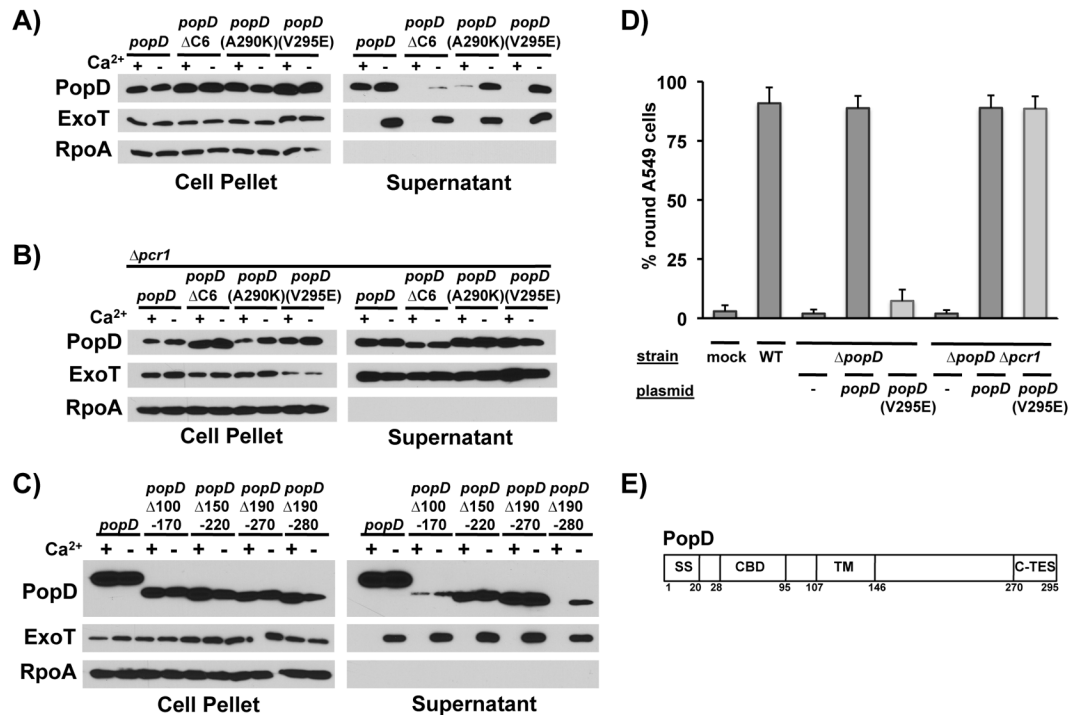 A)
popD popD popD popD popD popD
popD ΔC6 (A290K)(V295E) popD ΔC6 (A290K)(V295E)
Ca2+ + - + - + - + - + - + - + - + -
PopD
ExoT
RpoA
Cell Pellet Supernatant
B)
Δpcr1
popD popD popD popD popD popD
popD ΔC6 (A290K)(V295E) popD ΔC6 (A290K)(V295E)
Ca2+ + - + - + - + - + - + - + - + -
PopD
ExoT
RpoA
Cell Pellet Supernatant
C)
popD popD popD popD popD popD popD popD
Δ100 Δ150 Δ190 Δ190 Δ100 Δ150 Δ190 Δ190
popD -170 -220 -270 -280 popD -170 -220 -270 -280
Ca2+ + - + - + - + - + - + - + - + - + - + -
PopD
ExoT
RpoA
Cell Pellet Supernatant
D)
% round A549 cells
100
75
50
25
0
strain mock WT ΔpopD ΔpopD Δpcr1
plasmid - popD popD (V295E) - popD popD (V295E)
E)
PopD
SS CBD TM C-TES
1 20 28 95 107 146 270 295